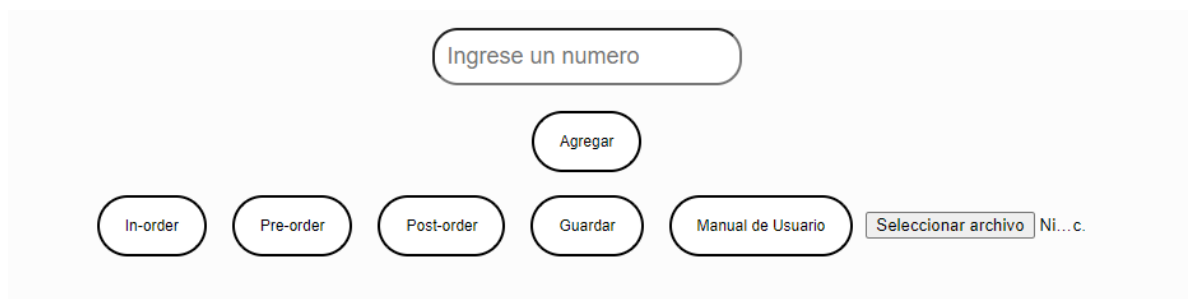 Ingrese un numero
Agregar
In-order Pre-order Post-order Guardar Manual de Usuario Seleccionar archivo Ni...c.